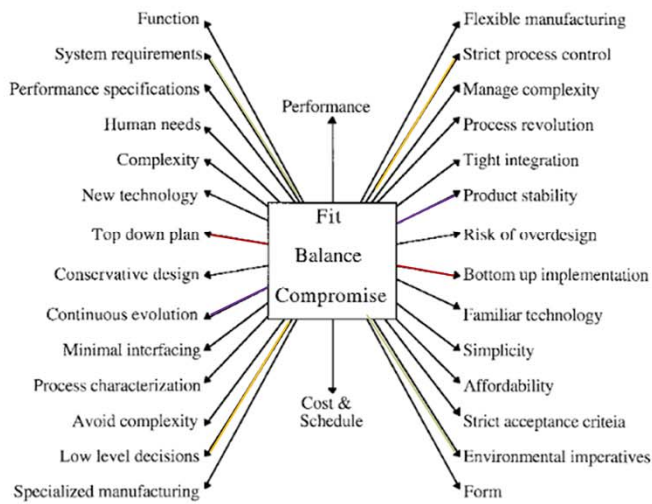 Function
System requirements
Performance specifications
Human needs
Complexity
New technology
Top down plan
Conservative design
Continuous evolution
Minimal interfacing
Process characterization
Avoid complexity
Low level decisions
Specialized manufacturing
Performance
Fit
Balance
Compromise
Cost &
Schedule
Flexible manufacturing
Strict process control
Manage complexity
Process revolution
Tight integration
Product stability
Risk of overdesign
Bottom up implementation
Familiar technology
Simplicity
Affordability
Strict acceptance criteia
Environmental imperatives
Form